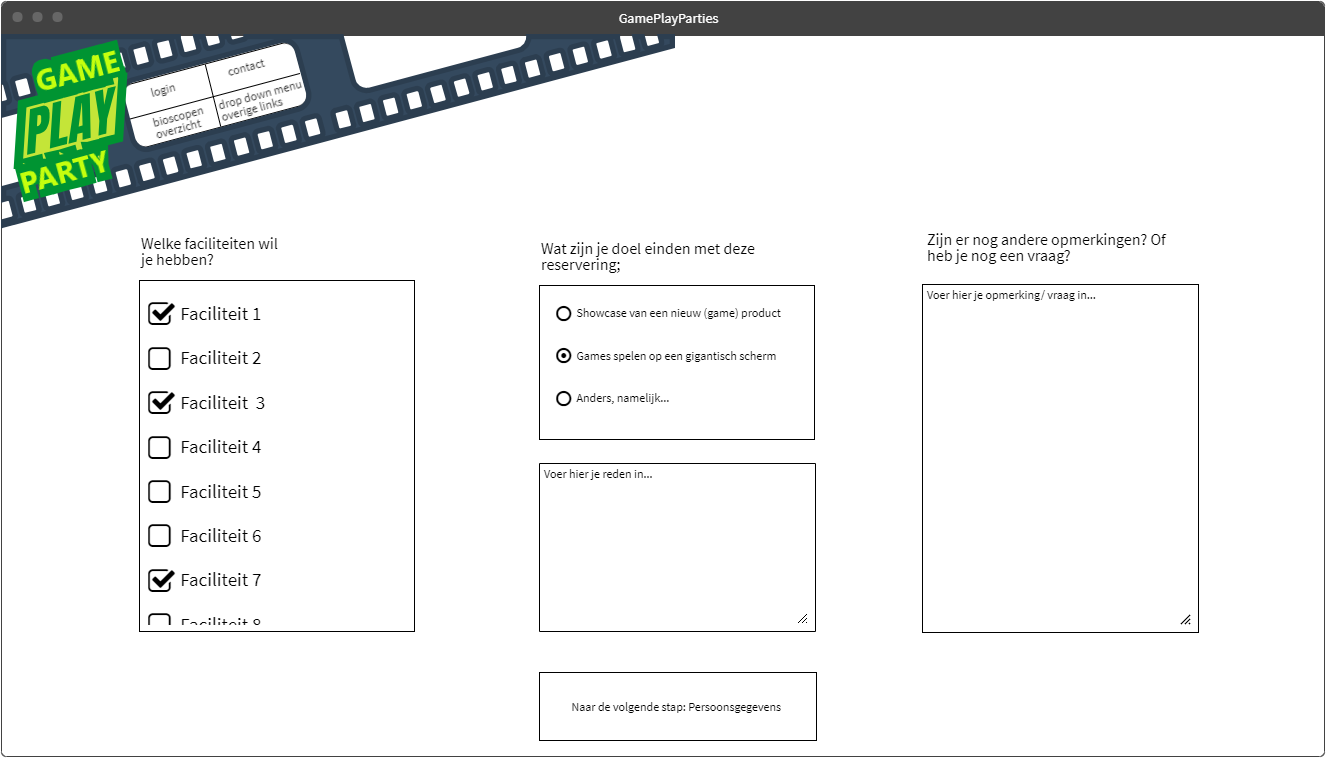 GamePlayParties
GAME
PLAY
PARTY
login
contact
bioscopen
overzicht
drop down menu
overige links
Welke faciliteiten wil
je hebben?
Faciliteit 1
Faciliteit 2
Faciliteit 3
Faciliteit 4
Faciliteit 5
Faciliteit 6
Faciliteit 7
Faciliteit 8
Wat zijn je doel einden met deze
reservering;
Showcase van een nieuw (game) product
Games spelen op een gigantisch scherm
Anders, namelijk...
Voer hier je reden in...
Zijn er nog andere opmerkingen? Of
heb je nog een vraag?
Voer hier je opmerking/ vraag in...
Naar de volgende stap: Persoonsgegevens